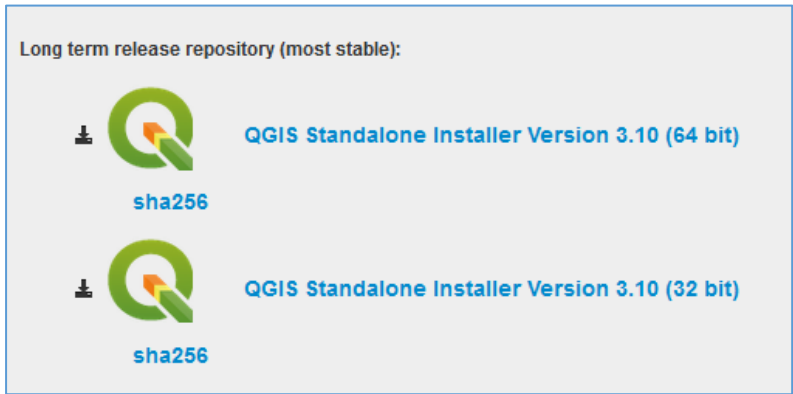 Long term release repository (most stable):
QGIS Standalone Installer Version 3.10 (64 bit)
sha256
QGIS Standalone Installer Version 3.10 (32 bit)
sha256